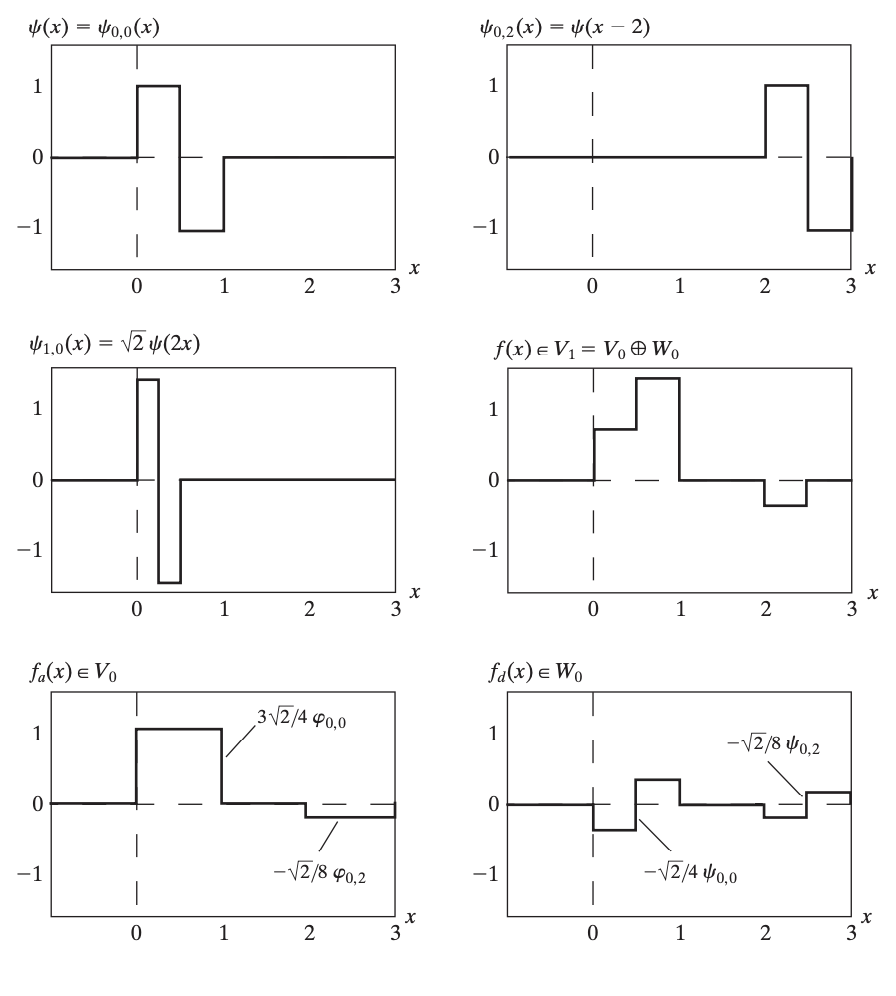 ψ(x) = ψ₀,₀(x)
1
0
−1
0 1 2 3 x
ψ₀,₂(x) = ψ(x − 2)
1
0
−1
0 1 2 3 x
ψ₁,₀(x) = √2 ψ(2x)
1
0
−1
0 1 2 3 x
f(x) ∈ V₁ = V₀ ⊕ W₀
1
0
−1
0 1 2 3 x
fₐ(x) ∈ V₀
3√2/4 φ₀,₀
1
0
−√2/8 φ₀,₂
−1
0 1 2 3 x
f_d(x) ∈ W₀
1
−√2/8 ψ₀,₂
0
−1
−√2/4 ψ₀,₀
0 1 2 3 x